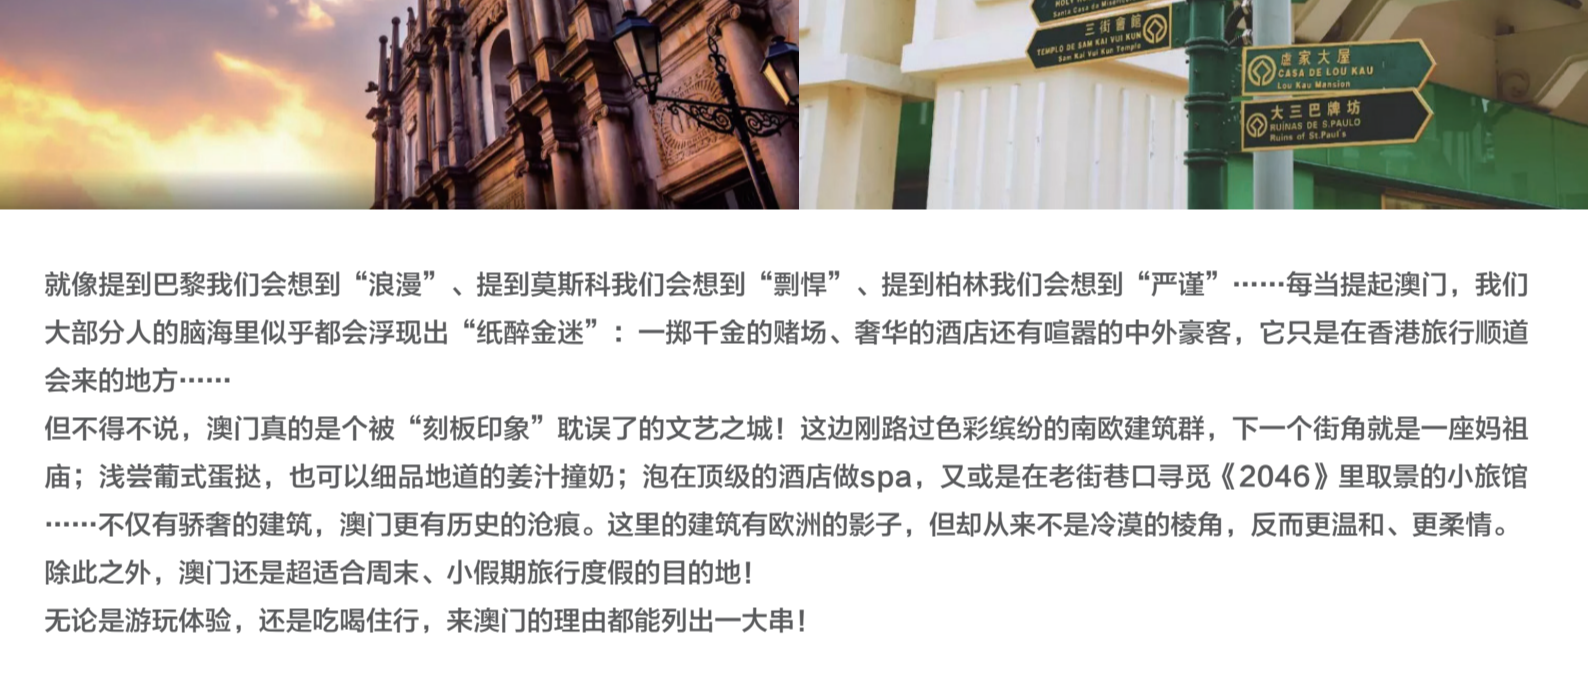 HOLY
Santa Casa da
三街會館
TEMPLO DE SAM KAI VUI KUN
Sam Kai Vui Kun Temple
盧家大屋
CASA DE LOU KAU
Lou Kau Mansion
大三巴牌坊
RUÍNAS DE S.PAULO
Ruins of St.Paul's
就像提到巴黎我们会想到“浪漫”、提到莫斯科我们会想到“剽悍”、提到柏林我们会想到“严谨”……每当提起澳门，我们
大部分人的脑海里似乎都会浮现出“纸醉金迷”：一掷千金的赌场、奢华的酒店还有喧嚣的中外豪客，它只是在香港旅行顺道
会来的地方……
但不得不说，澳门真的是个被“刻板印象”耽误了的文艺之城！这边刚路过色彩缤纷的南欧建筑群，下一个街角就是一座妈祖
庙；浅尝葡式蛋挞，也可以细品地道的姜汁撞奶；泡在顶级的酒店做spa，又或是在老街巷口寻觅《2046》里取景的小旅馆
……不仅有骄奢的建筑，澳门更有历史的沧痕。这里的建筑有欧洲的影子，但却从来不是冷漠的棱角，反而更温和、更柔情。
除此之外，澳门还是超适合周末、小假期旅行度假的目的地！
无论是游玩体验，还是吃喝住行，来澳门的理由都能列出一大串！